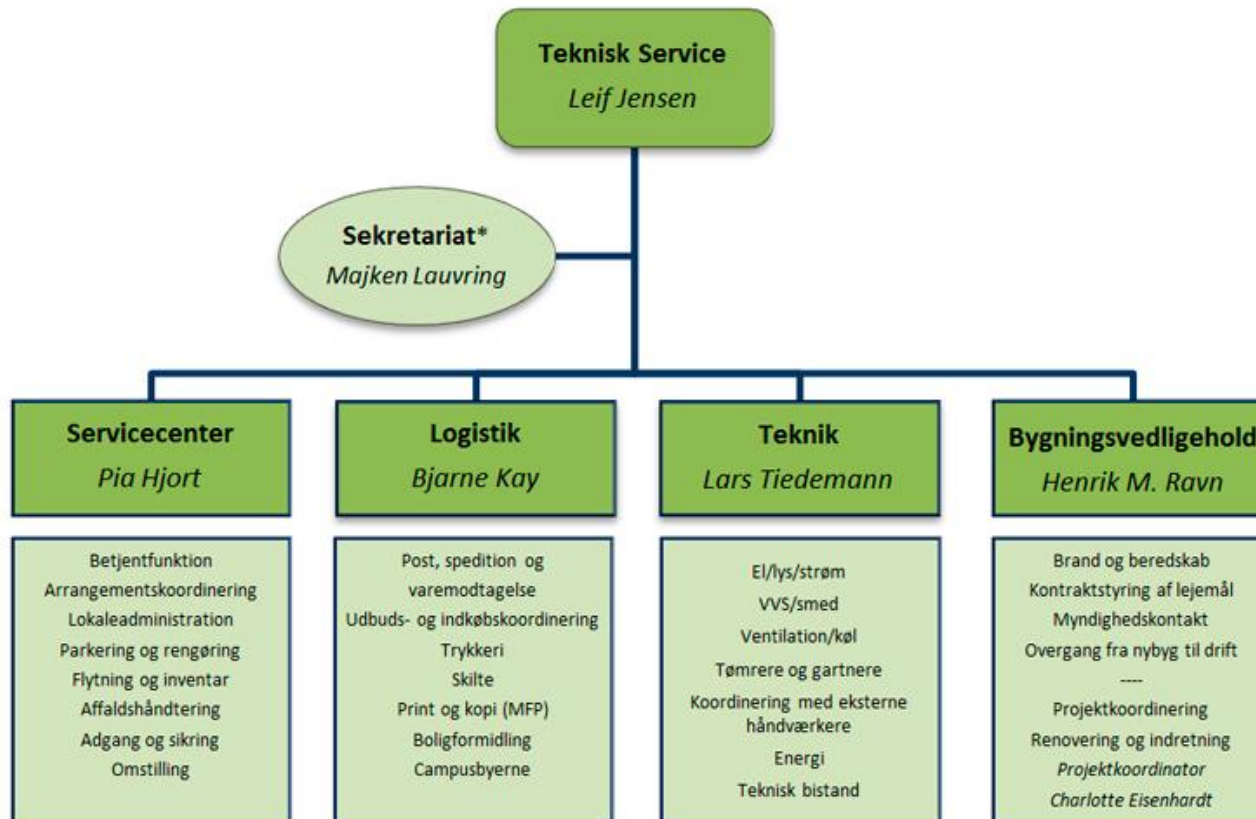 Teknisk Service
Leif Jensen
Sekretariat*
Majken Lauvring
Servicecenter
Pia Hjort
Betjentfunktion
Arrangementskoordinering
Lokaleadministration
Parkering og rengøring
Flytning og inventar
Affaldshåndtering
Adgang og sikring
Omstilling
Logistik
Bjarne Kay
Post, spedition og
varemodtagelse
Udbuds- og indkøbskoordinering
Trykkeri
Skilte
Print og kopi (MFP)
Boligformidling
Campusbyerne
Teknik
Lars Tiedemann
El/lys/strøm
VVS/smed
Ventilation/køl
Tømrere og gartnere
Koordinering med eksterne
håndværkere
Energi
Teknisk bistand
Bygningsvedligehold
Henrik M. Ravn
Brand og beredskab
Kontraktstyring af lejemål
Myndighedskontakt
Overgang fra nybyg til drift
----
Projektkoordinering
Renovering og indretning
Projektkoordinator
Charlotte Eisenhardt